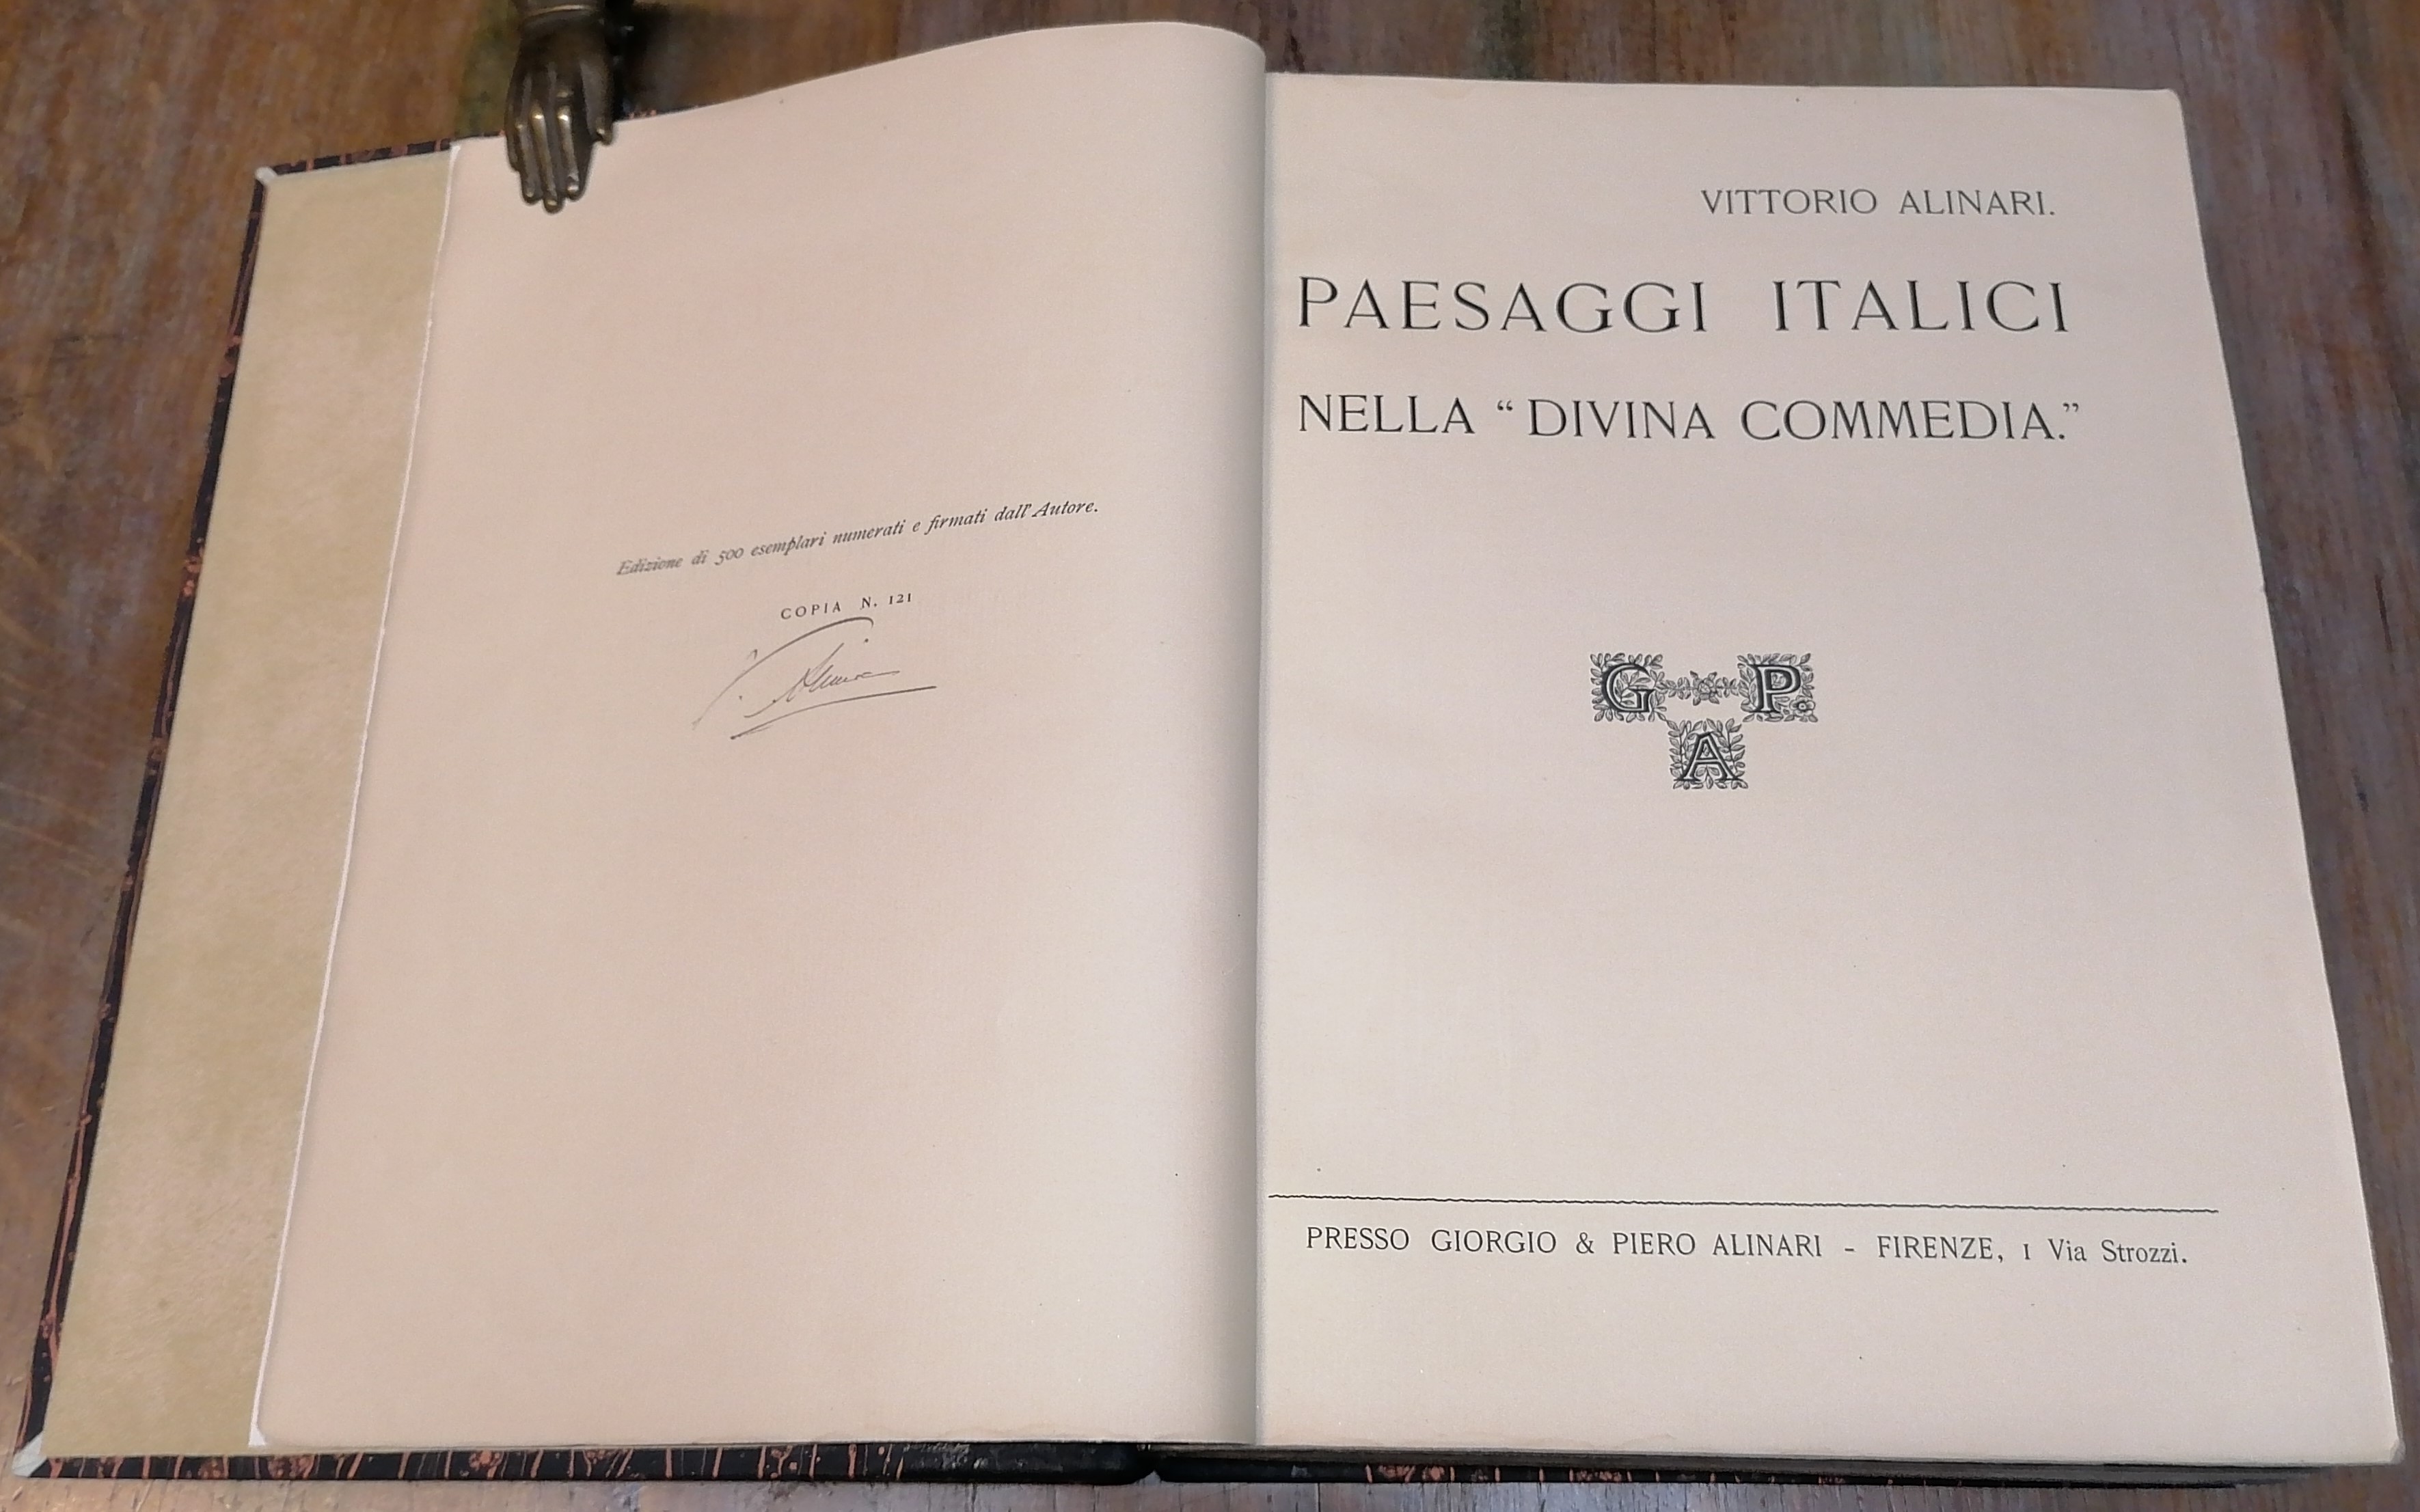 Edizione di 500 esemplari numerati e firmati dall'Autore.
COPIA N. 121
VITTORIO ALINARI.
PAESAGGI ITALICI
NELLA “DIVINA COMMEDIA.”
G P.
A
PRESSO GIORGIO & PIERO ALINARI - FIRENZE, 1 Via Strozzi.